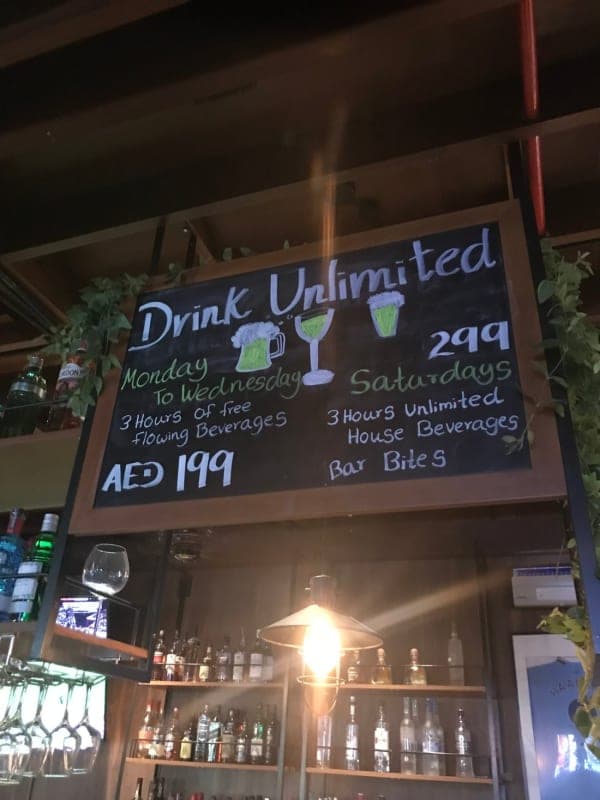 Drink Unlimited
Monday
To Wednesday
3 Hours of free
flowing Beverages
AED 199
299
Saturdays
3 Hours Unlimited
House Beverages
Bar Bites